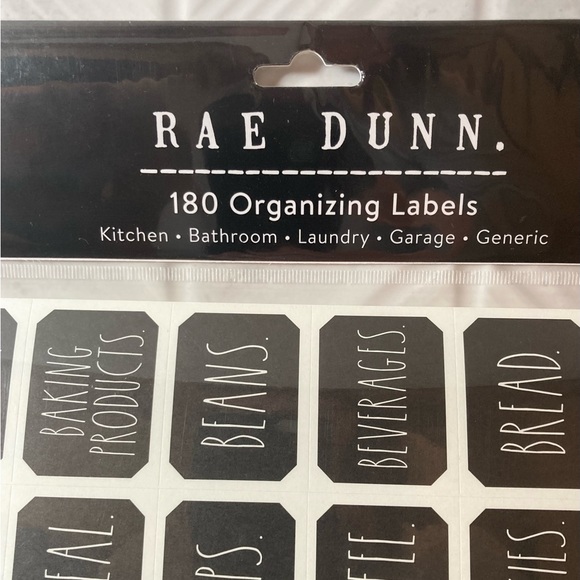 RAE DUNN.
180 Organizing Labels
Kitchen • Bathroom • Laundry • Garage • Generic
BAKING
PRODUCTS.
BEANS.
BEVERAGES.
BREAD.